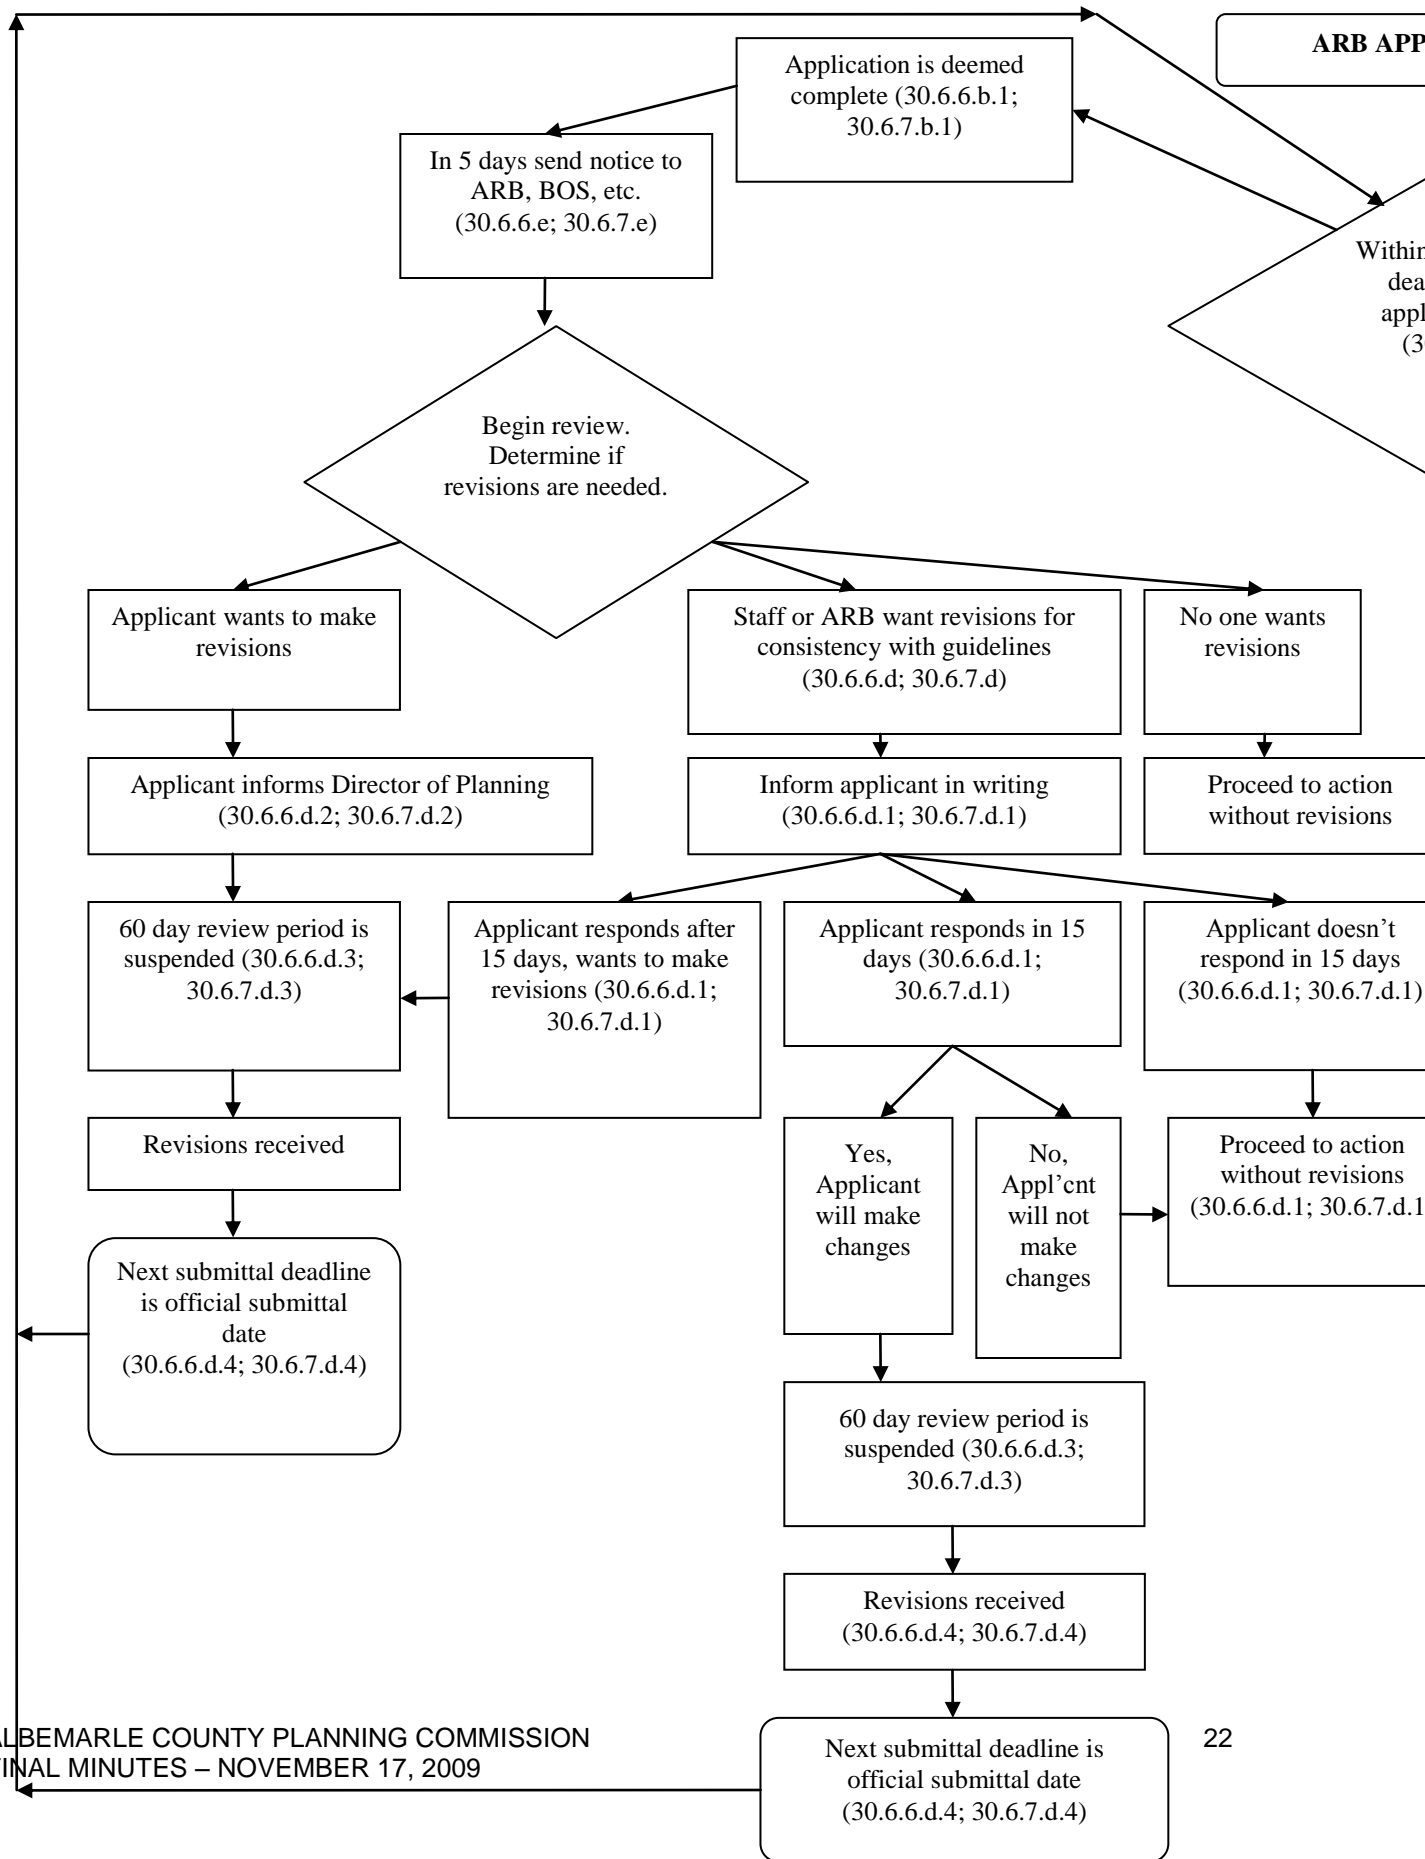 ARB APP
Application is deemed
complete (30.6.6.b.1;
30.6.7.b.1)
In 5 days send notice to
ARB, BOS, etc.
(30.6.6.e; 30.6.7.e)
Within
dea
appl
(3
Begin review.
Determine if
revisions are needed.
Applicant wants to make
revisions
Staff or ARB want revisions for
consistency with guidelines
(30.6.6.d; 30.6.7.d)
No one wants
revisions
Applicant informs Director of Planning
(30.6.6.d.2; 30.6.7.d.2)
Inform applicant in writing
(30.6.6.d.1; 30.6.7.d.1)
Proceed to action
without revisions
60 day review period is
suspended (30.6.6.d.3;
30.6.7.d.3)
Applicant responds after
15 days, wants to make
revisions (30.6.6.d.1;
30.6.7.d.1)
Applicant responds in 15
days (30.6.6.d.1;
30.6.7.d.1)
Applicant doesn’t
respond in 15 days
(30.6.6.d.1; 30.6.7.d.1)
Revisions received
Yes,
Applicant
will make
changes
No,
Appl’cnt
will not
make
changes
Proceed to action
without revisions
(30.6.6.d.1; 30.6.7.d.1
Next submittal deadline
is official submittal
date
(30.6.6.d.4; 30.6.7.d.4)
60 day review period is
suspended (30.6.6.d.3;
30.6.7.d.3)
Revisions received
(30.6.6.d.4; 30.6.7.d.4)
Next submittal deadline is
official submittal date
(30.6.6.d.4; 30.6.7.d.4)
ALBEMARLE COUNTY PLANNING COMMISSION
FINAL MINUTES – NOVEMBER 17, 2009
22